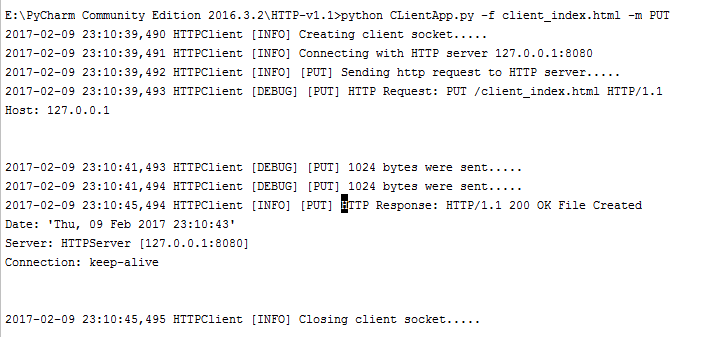 E:\PyCharm Community Edition 2016.3.2\HTTP-v1.1>python CLientApp.py -f client_index.html -m PUT
2017-02-09 23:10:39,490 HTTPClient [INFO] Creating client socket.....
2017-02-09 23:10:39,491 HTTPClient [INFO] Connecting with HTTP server 127.0.0.1:8080
2017-02-09 23:10:39,492 HTTPClient [INFO] [PUT] Sending http request to HTTP server.....
2017-02-09 23:10:39,493 HTTPClient [DEBUG] [PUT] HTTP Request: PUT /client_index.html HTTP/1.1
Host: 127.0.0.1
2017-02-09 23:10:41,493 HTTPClient [DEBUG] [PUT] 1024 bytes were sent.....
2017-02-09 23:10:41,494 HTTPClient [DEBUG] [PUT] 1024 bytes were sent.....
2017-02-09 23:10:45,494 HTTPClient [INFO] [PUT] HTTP Response: HTTP/1.1 200 OK File Created
Date: 'Thu, 09 Feb 2017 23:10:43'
Server: HTTPServer [127.0.0.1:8080]
Connection: keep-alive
2017-02-09 23:10:45,495 HTTPClient [INFO] Closing client socket.....